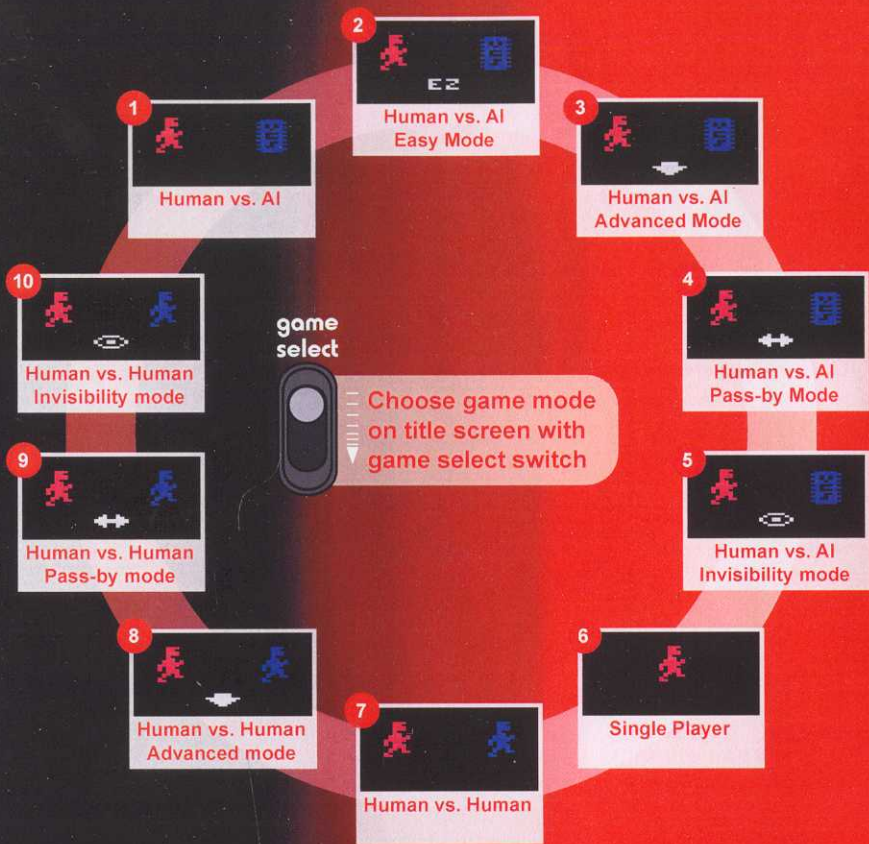 1
Human vs. AI
2
EZ
Human vs. AI
Easy Mode
3
Human vs. AI
Advanced Mode
4
Human vs. AI
Pass-by Mode
5
Human vs. AI
Invisibility mode
6
Single Player
7
Human vs. Human
8
Human vs. Human
Advanced mode
9
Human vs. Human
Pass-by mode
10
Human vs. Human
Invisibility mode
game
select
Choose game mode
on title screen with
game select switch